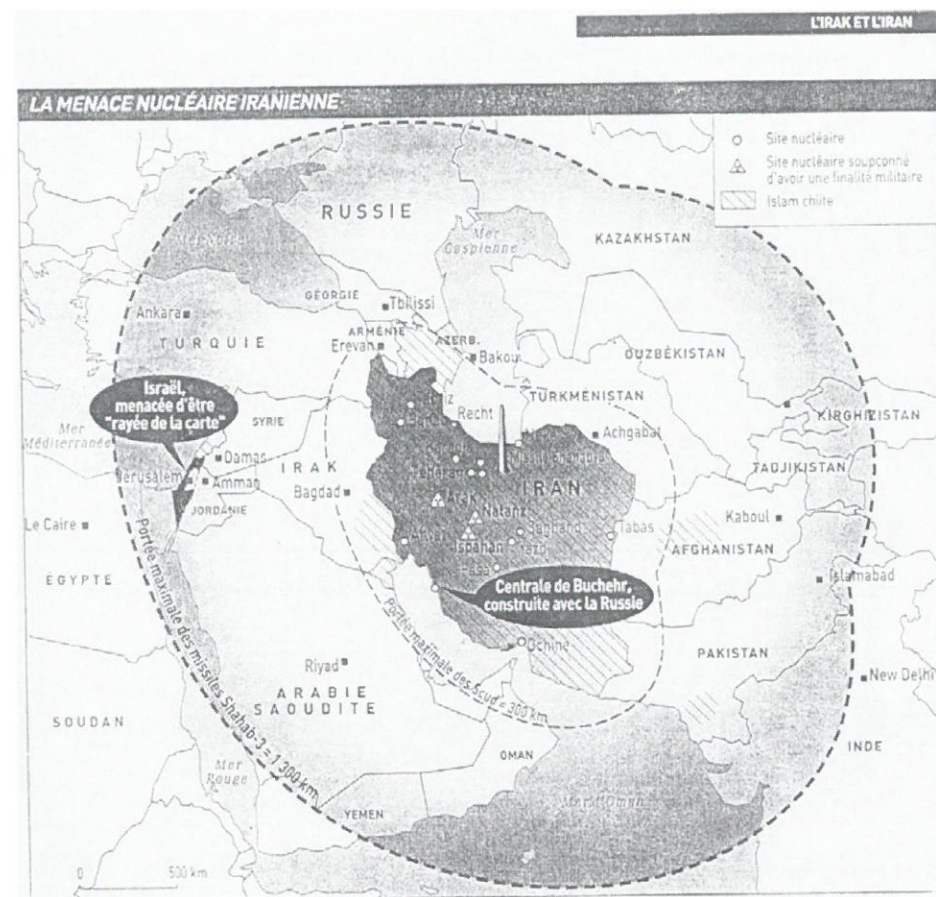 L'IRAK ET L'IRAN
LA MENACE NUCLÉAIRE IRANIENNE
Site nucléaire
Site nucléaire soupçonné
d'avoir une finalité militaire
Islam chiite
RUSSIE
Mer Noire
Mer
Caspienne
KAZAKHSTAN
GÉORGIE
Tbilissi
Ankara
TURQUIE
ARMÉNIE
Erevan
AZERB.
Bakou
OUZBÉKISTAN
TURKMÉNISTAN
KIRGHIZISTAN
Israël,
menacée d'être
"rayée de la carte"
Recht
Achgabat
TADJIKISTAN
Mer
Méditerranée
SYRIE
Damas
IRAK
Téhéran
IRAN
Jérusalem
Amman
Bagdad
Arak
Natanz
JORDANIE
Saghand
Tabas
Kaboul
Le Caire
Ispahan
AFGHANISTAN
ÉGYPTE
Islamabad
Centrale de Buchehr,
construite avec la Russie
PAKISTAN
Riyad
New Delhi
ARABIE
SAOUDITE
Portée maximale des Scud = 300 km
Portée maximale des missiles Shahab-3 = 1 300 km
SOUDAN
INDE
OMAN
Mer
Rouge
Mer d'Oman
YEMEN
0
500 km